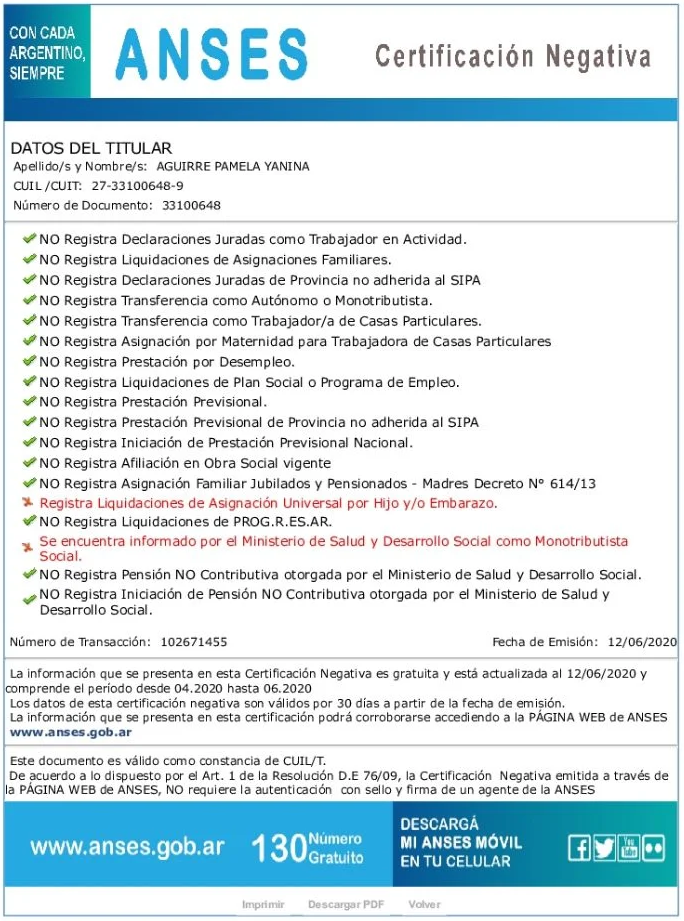 CON CADA
ARGENTINO,
SIEMPRE
ANSES
Certificación Negativa
DATOS DEL TITULAR
Apellido/s y Nombre/s: AGUIRRE PAMELA YANINA
CUIL /CUIT: 27-33100648-9
Número de Documento: 33100648
NO Registra Declaraciones Juradas como Trabajador en Actividad.
NO Registra Liquidaciones de Asignaciones Familiares.
NO Registra Declaraciones Juradas de Provincia no adherida al SIPA
NO Registra Transferencia como Autónomo o Monotributista.
NO Registra Transferencia como Trabajador/a de Casas Particulares.
NO Registra Asignación por Maternidad para Trabajadora de Casas Particulares
NO Registra Prestación por Desempleo.
NO Registra Liquidaciones de Plan Social o Programa de Empleo.
NO Registra Prestación Previsional.
NO Registra Prestación Previsional de Provincia no adherida al SIPA
NO Registra Iniciación de Prestación Previsional Nacional.
NO Registra Afiliación en Obra Social vigente
NO Registra Asignación Familiar Jubilados y Pensionados - Madres Decreto N° 614/13
Registra Liquidaciones de Asignación Universal por Hijo y/o Embarazo.
NO Registra Liquidaciones de PROG.R.ES.AR.
Se encuentra informado por el Ministerio de Salud y Desarrollo Social como Monotributista
Social.
NO Registra Pensión NO Contributiva otorgada por el Ministerio de Salud y Desarrollo Social.
NO Registra Iniciación de Pensión NO Contributiva otorgada por el Ministerio de Salud y
Desarrollo Social.
Número de Transacción: 102671455 Fecha de Emisión: 12/06/2020
La información que se presenta en esta Certificación Negativa es gratuita y está actualizada al 12/06/2020 y
comprende el período desde 04.2020 hasta 06.2020
Los datos de esta certificación negativa son válidos por 30 días a partir de la fecha de emisión.
La información que se presenta en esta certificación podrá corroborarse accediendo a la PÁGINA WEB de ANSES
www.anses.gob.ar
Este documento es válido como constancia de CUIL/T.
De acuerdo a lo dispuesto por el Art. 1 de la Resolución D.E 76/09, la Certificación Negativa emitida a través de
la PÁGINA WEB de ANSES, NO requiere la autenticación con sello y firma de un agente de la ANSES
www.anses.gob.ar
130 Número
Gratuito
DESCARGÁ
MI ANSES MÓVIL
EN TU CELULAR
You
Tube
Imprimir Descargar PDF Volver